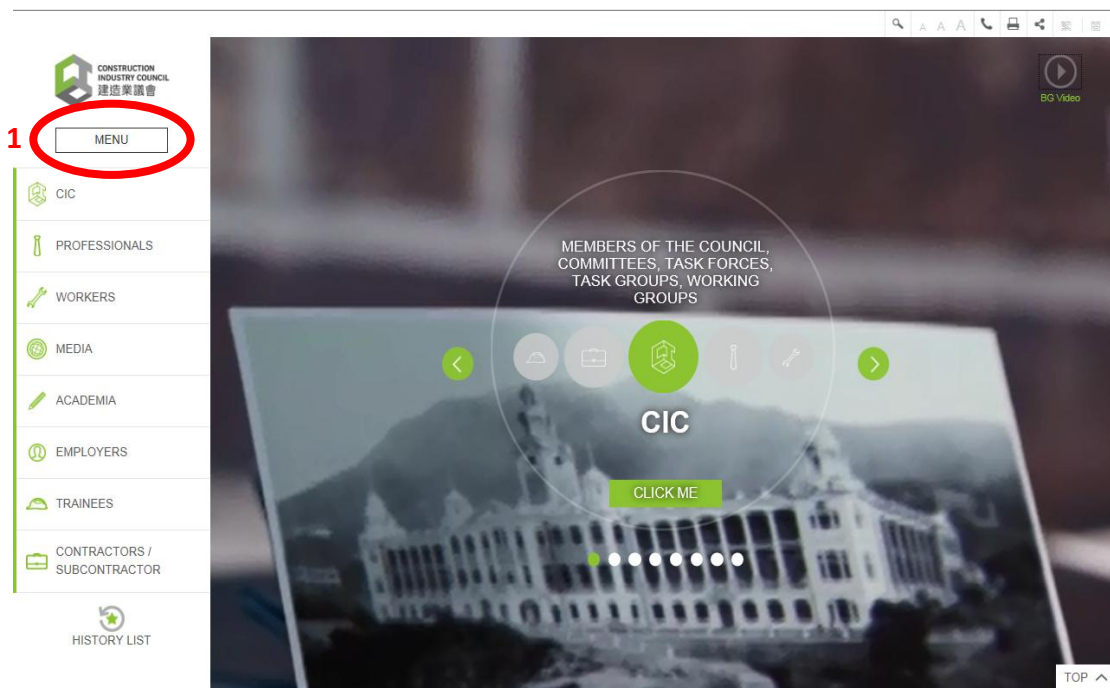 A A A 繁 簡
CONSTRUCTION
INDUSTRY COUNCIL
建造業議會
BG Video
1
MENU
CIC
PROFESSIONALS
WORKERS
MEDIA
ACADEMIA
EMPLOYERS
TRAINEES
CONTRACTORS /
SUBCONTRACTOR
HISTORY LIST
MEMBERS OF THE COUNCIL,
COMMITTEES, TASK FORCES,
TASK GROUPS, WORKING
GROUPS
CIC
CLICK ME
TOP